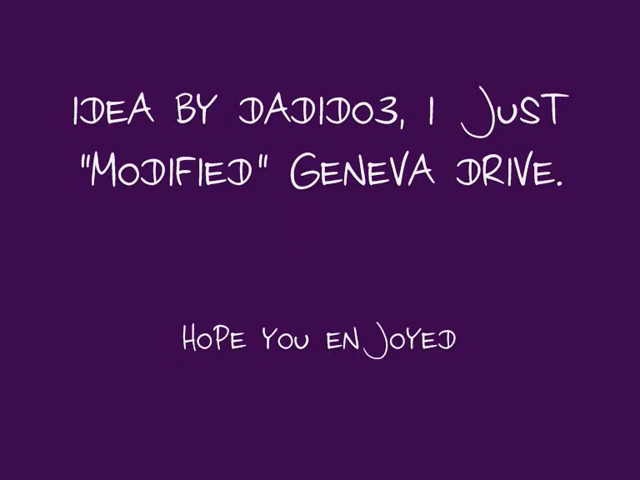 IDEA BY DADIDO3, I JUST
"MODIFIED" GENEVA DRIVE.
HOPE YOU ENJOYED